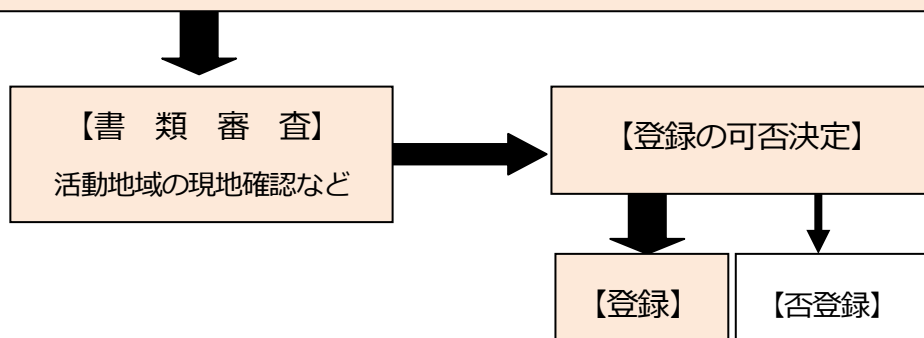 【書　類　審　査】
活動地域の現地確認など
【登録の可否決定】
【登録】
【否登録】